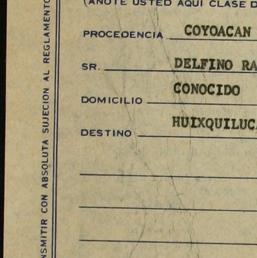 (ANOTE USTED AQUI CLASE D
PROCEDENCIA COYOACAN
SR. DELFINO RA
DOMICILIO CONOCIDO
DESTINO HUIXQUILUC
NSMITIR CON ABSOLUTA SUJECION AL REGLAMENTO